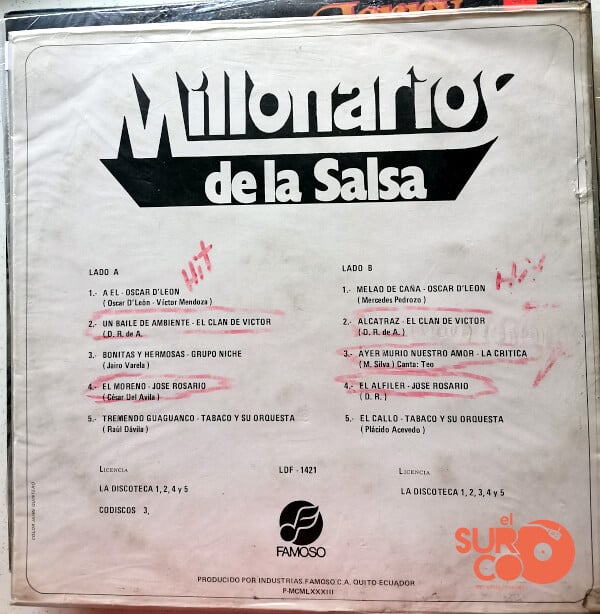 Millonarios
de la Salsa
Hit
LADO A
1.- A EL - OSCAR D'LEON
( Oscar D'León - Víctor Mendoza )
2.- UN BAILE DE AMBIENTE - EL CLAN DE VICTOR
(D. R. de A.
3.- BONITAS Y HERMOSAS - GRUPO NICHE
( Jairo Varela )
4.- EL MORENO - JOSE ROSARIO
( César Del Avila )
5.- TREMENDO GUAGUANCO - TABACO Y SU ORQUESTA
( Raúl Dávila )
LADO B
1.- MELAO DE CAÑA - OSCAR D'LEON
( Mercedes Pedrozo )
2.- ALCATRAZ - EL CLAN DE VICTOR
( D. R. de A. )
3.- AYER MURIO NUESTRO AMOR - LA CRITICA
( M. Silva ) Canta: Teo
4.- EL ALFILER - JOSE ROSARIO
( D. R. )
5.- EL CALLO - TABACO Y SU ORQUESTA
( Plácido Acevedo )
LICENCIA
LA DISCOTECA 1, 2, 4 y 5
CODISCOS 3,
LDF - 1421
LICENCIA
LA DISCOTECA 1, 2, 3, 4 y 5
FAMOSO
PRODUCIDO POR INDUSTRIAS FAMOSO C.A. QUITO-ECUADOR
P-MCMLXXXIII
el
SURCO